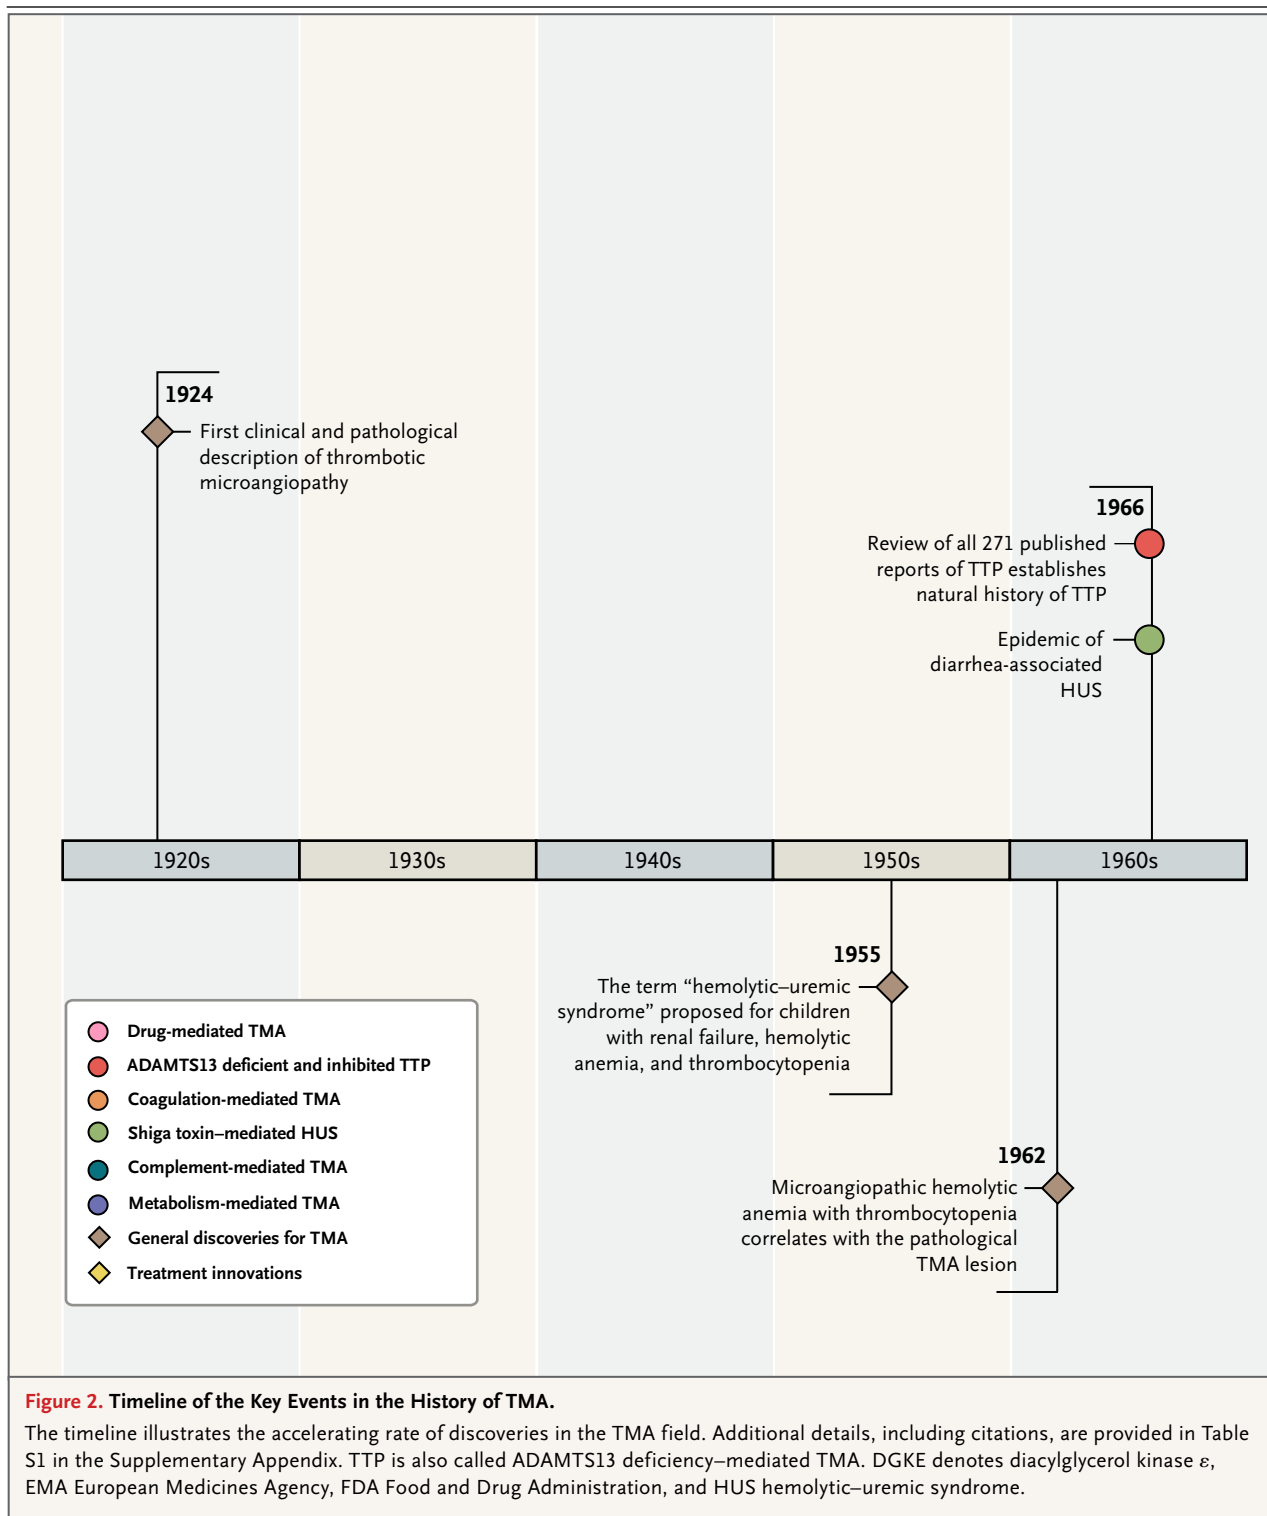 1924
First clinical and pathological
description of thrombotic
microangiopathy
1966
Review of all 271 published
reports of TTP establishes
natural history of TTP
Epidemic of
diarrhea-associated
HUS
1920s
1930s
1940s
1950s
1960s
1955
The term “hemolytic–uremic
syndrome” proposed for children
with renal failure, hemolytic
anemia, and thrombocytopenia
1962
Microangiopathic hemolytic
anemia with thrombocytopenia
correlates with the pathological
TMA lesion
Drug-mediated TMA
ADAMTS13 deficient and inhibited TTP
Coagulation-mediated TMA
Shiga toxin–mediated HUS
Complement-mediated TMA
Metabolism-mediated TMA
General discoveries for TMA
Treatment innovations
Figure 2. Timeline of the Key Events in the History of TMA.
The timeline illustrates the accelerating rate of discoveries in the TMA field. Additional details, including citations, are provided in Table
S1 in the Supplementary Appendix. TTP is also called ADAMTS13 deficiency–mediated TMA. DGKE denotes diacylglycerol kinase ε,
EMA European Medicines Agency, FDA Food and Drug Administration, and HUS hemolytic–uremic syndrome.